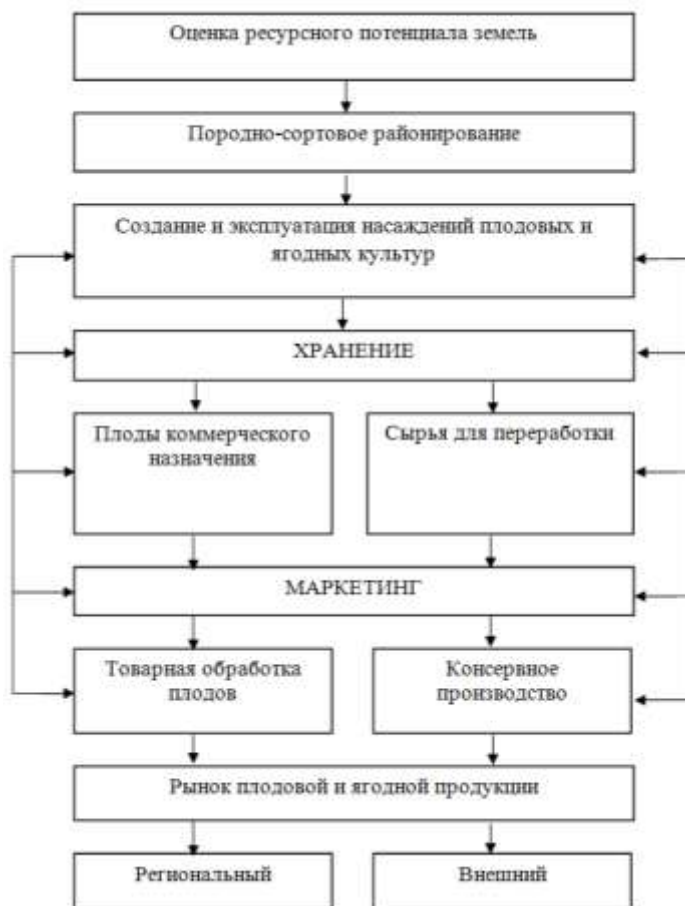 Оценка ресурсного потенциала земель
Породно-сортовое районирование
Создание и эксплуатация насаждений плодовых и
ягодных культур
ХРАНЕНИЕ
Плоды коммерческого
назначения
Сырья для переработки
МАРКЕТИНГ
Товарная обработка
плодов
Консервное
производство
Рынок плодовой и ягодной продукции
Региональный
Внешний